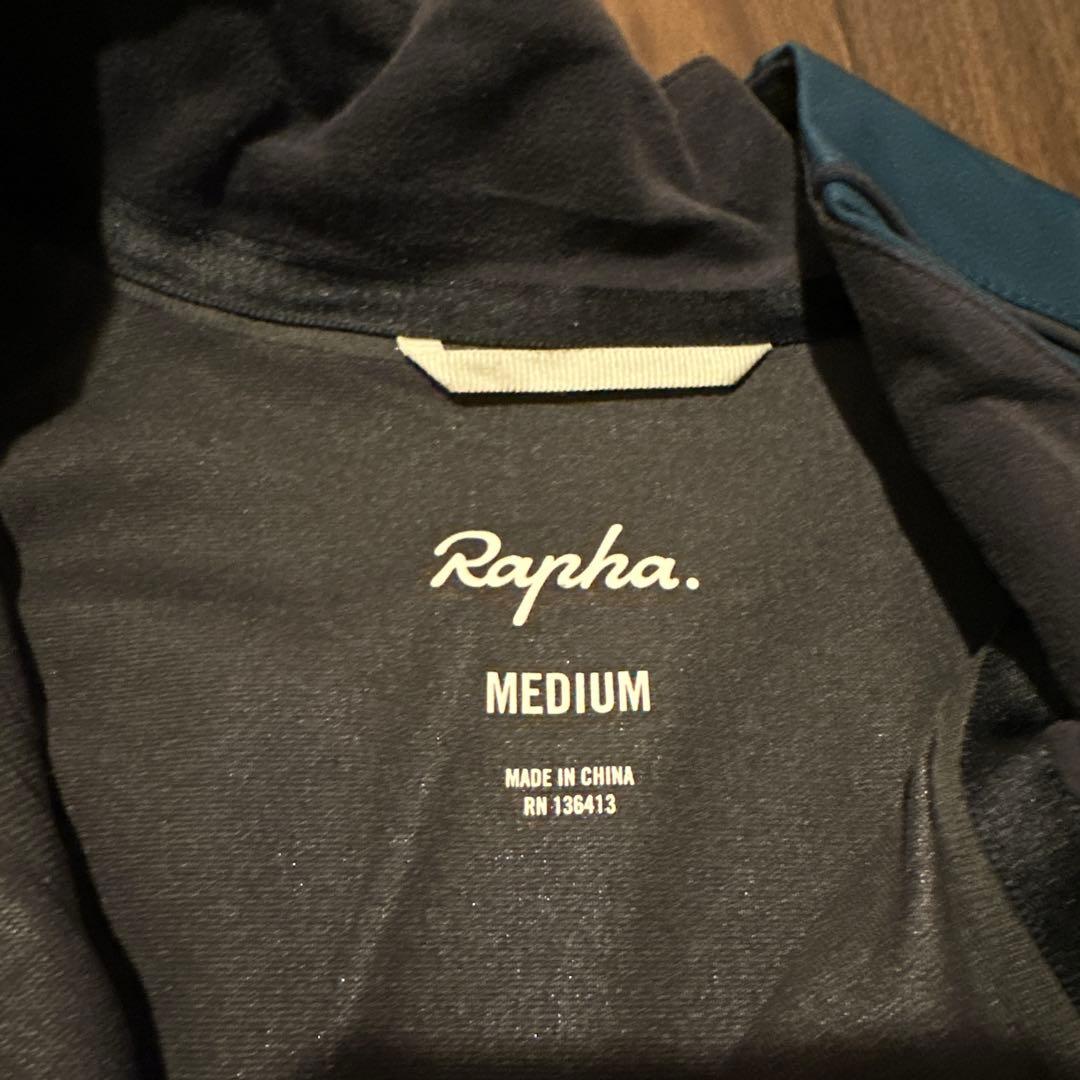 Rapha.
MEDIUM
MADE IN CHINA
RN 136413